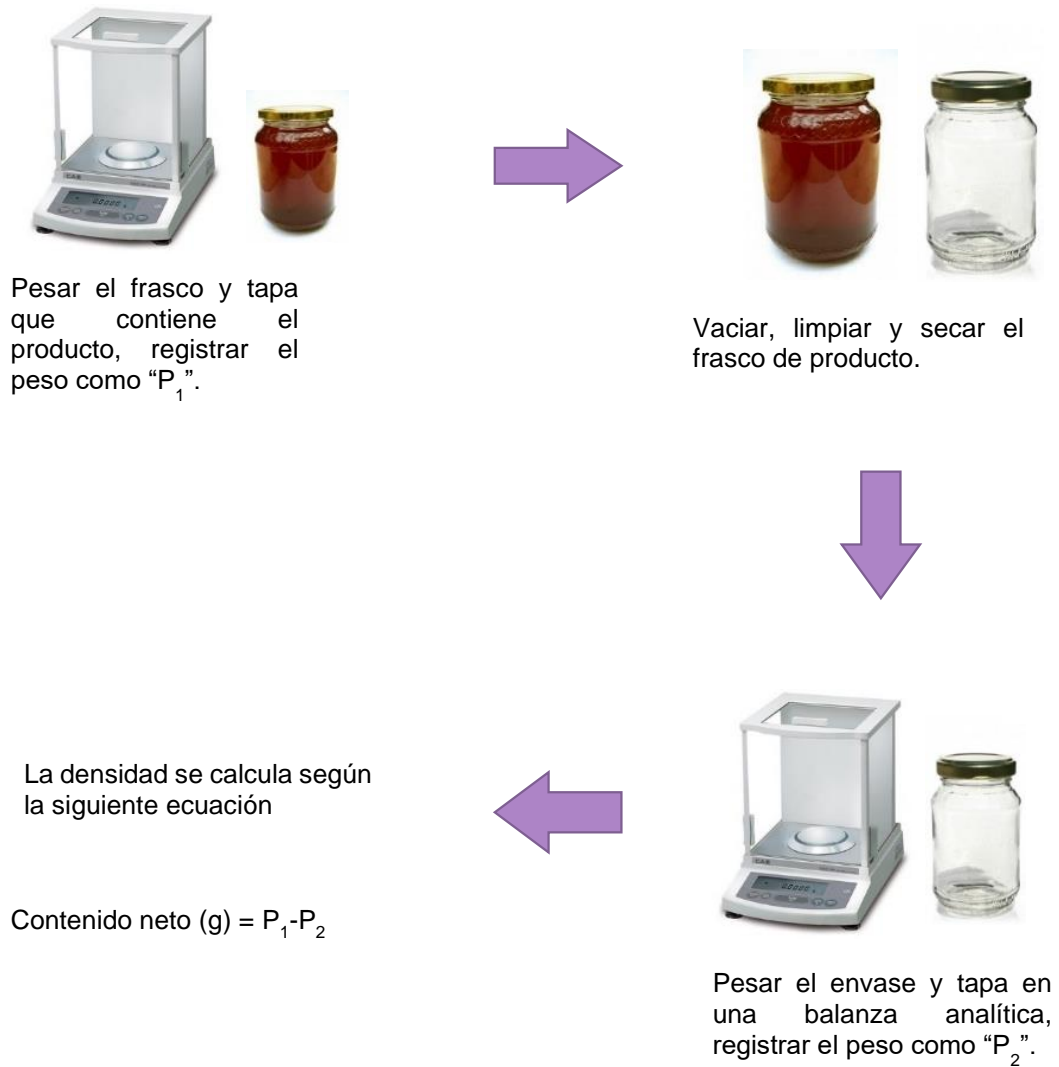 Pesar el frasco y tapa
que contiene el
producto, registrar el
peso como “P₁”.
Vaciar, limpiar y secar el
frasco de producto.
Pesar el envase y tapa en
una balanza analítica,
registrar el peso como “P₂”.
La densidad se calcula según
la siguiente ecuación
Contenido neto (g) = P₁-P₂